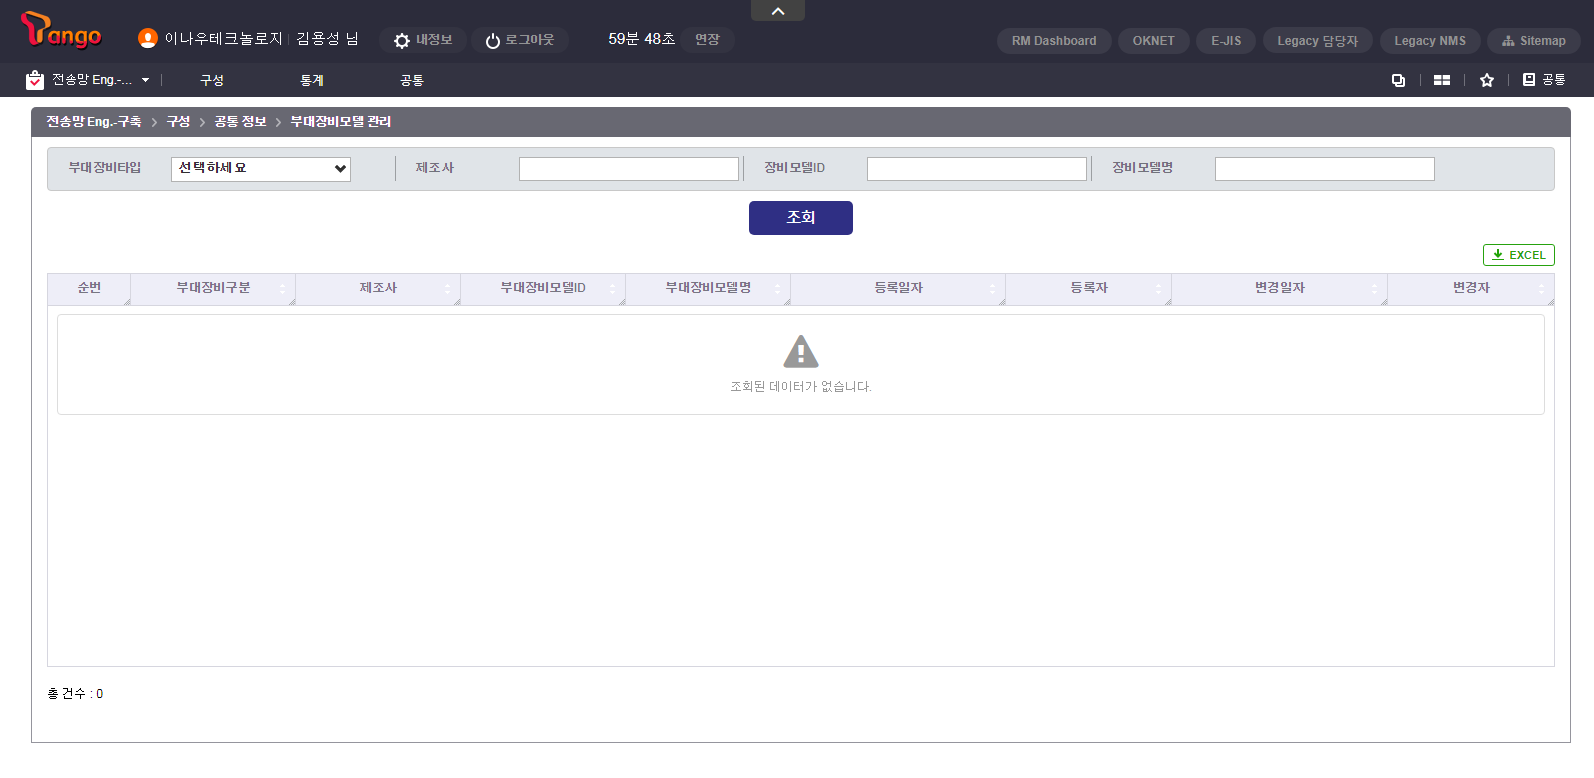 Tango 이나우테크놀로지 김용성 님 내정보 로그아웃 59분 48초 연장 RM Dashboard OKNET E-JIS Legacy 담당자 Legacy NMS Sitemap
전송망 Eng.-... 구성 통계 공통 공통
전송망 Eng.-구축 > 구성 > 공통 정보 > 부대장비모델 관리
부대장비타입 선택하세요 제조사 장비모델ID 장비모델명
조회
EXCEL
순번 부대장비구분 제조사 부대장비모델ID 부대장비모델명 등록일자 등록자 변경일자 변경자
조회된 데이터가 없습니다.
총 건수 : 0